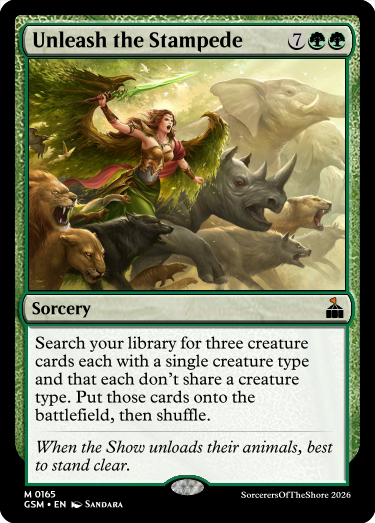 Unleash the Stampede 7
Sorcery
Search your library for three creature
cards each with a single creature type
and that each don't share a creature
type. Put those cards onto the
battlefield, then shuffle.
When the Show unloads their animals, best
to stand clear.
M 0165
GSM • EN SANDARA
SorcerersOfTheShore 2026